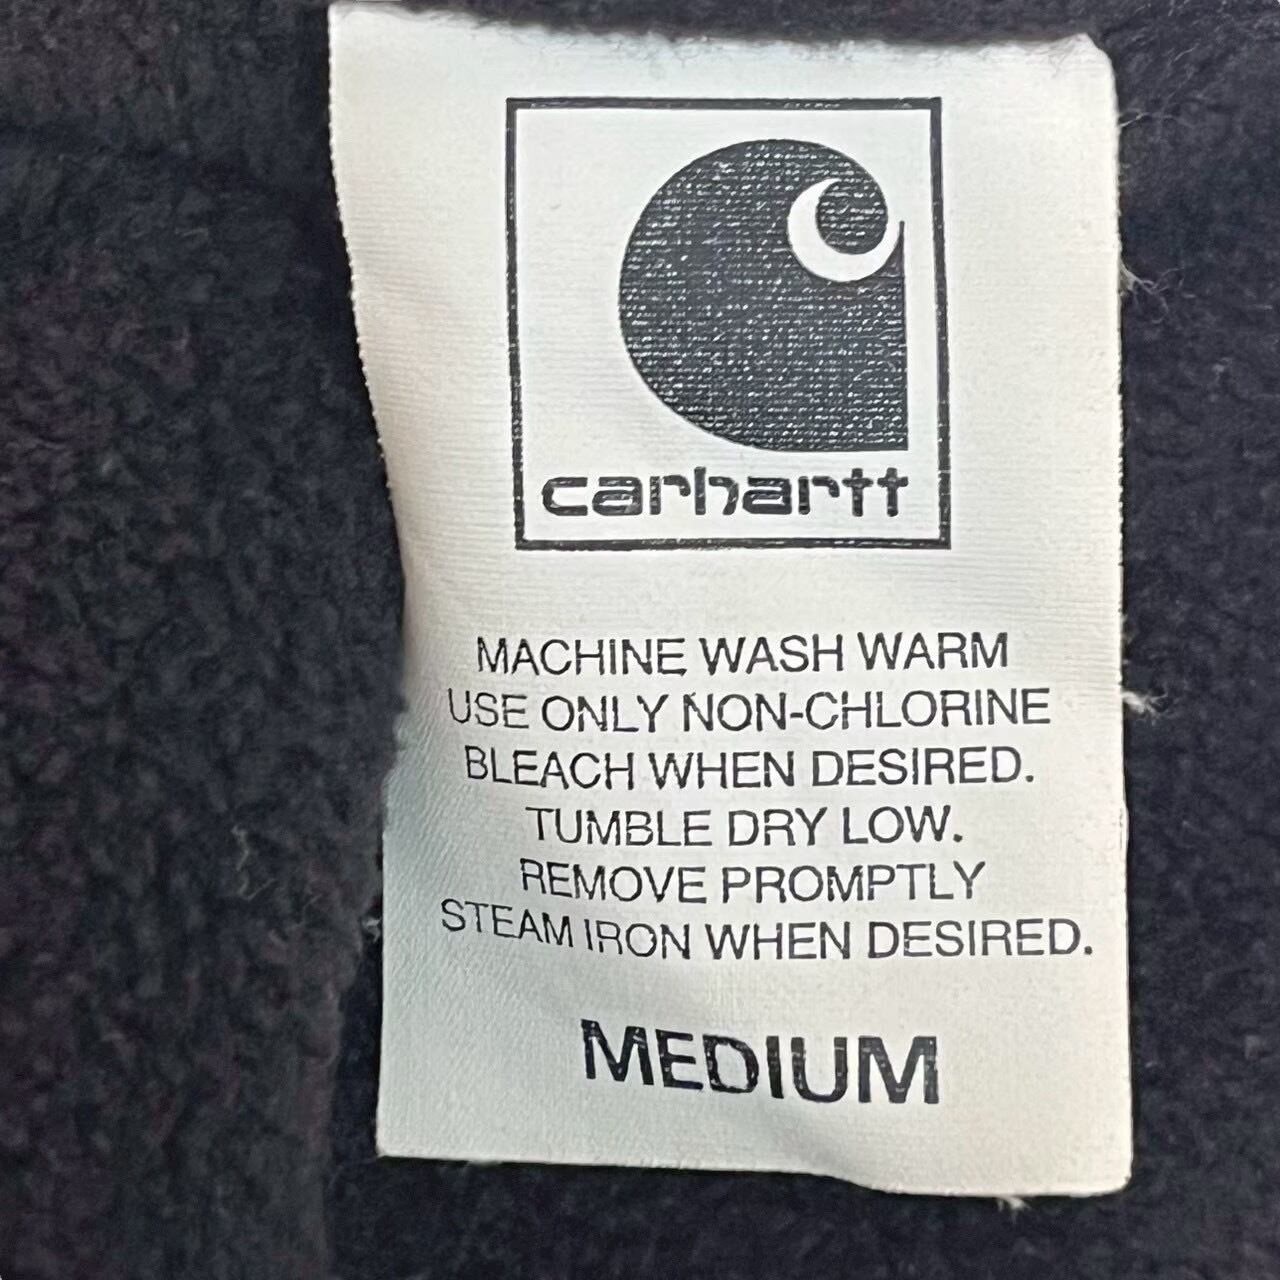 carhartt
MACHINE WASH WARM
USE ONLY NON-CHLORINE
BLEACH WHEN DESIRED.
TUMBLE DRY LOW.
REMOVE PROMPTLY
STEAM IRON WHEN DESIRED.
MEDIUM